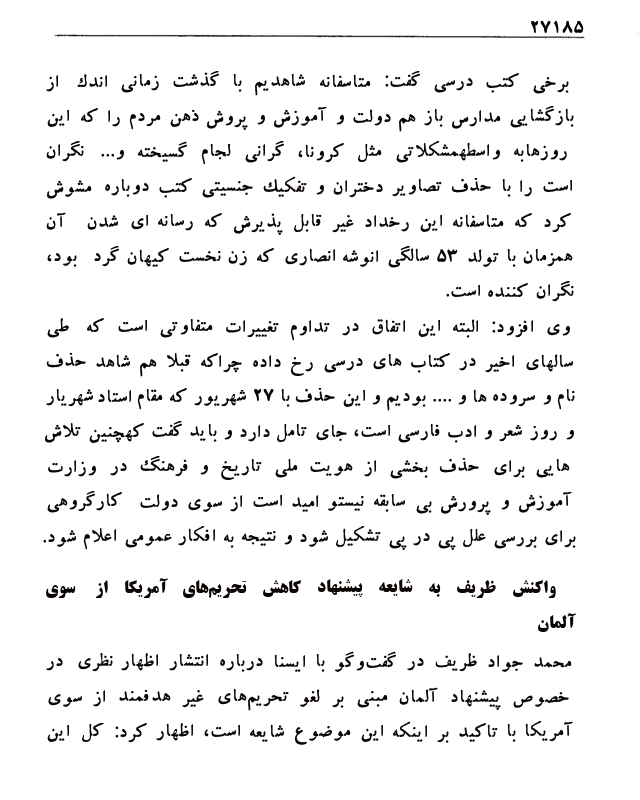 ۲۷۱۸۵
برخی کتب درسی گفت: متاسفانه شاهدیم با گذشت زمانی اندك از
بازگشایی مدارس باز هم دولت و آموزش و پروش ذهن مردم را که این
روزهابه واسطهمشکلاتی مثل کرونا، گرانی لجام گسیخته و... نگران
است را با حذف تصاویر دختران و تفکیك جنسیتی کتب دوباره مشوش
کرد که متاسفانه این رخداد غیر قابل پذیرش که رسانه ای شدن آن
همزمان با تولد ۵۳ سالگی انوشه انصاری که زن نخست کیهان گرد بود،
نگران کننده است.
وی افزود: البته این اتفاق در تداوم تغییرات متفاوتی است که طی
سالهای اخیر در کتاب های درسی رخ داده چراکه قبلا هم شاهد حذف
نام و سروده ها و .... بودیم و این حذف با ۲۷ شهریور که مقام استاد شهریار
و روز شعر و ادب فارسی است، جای تامل دارد و باید گفت کهچنین تلاش
هایی برای حذف بخشی از هویت ملی تاریخ و فرهنگ در وزارت
آموزش و پرورش بی سابقه نیستو امید است از سوی دولت کارگروهی
برای بررسی علل پی در پی تشکیل شود و نتیجه به افکار عمومی اعلام شود.
واکنش ظریف به شایعه پیشنهاد کاهش تحریم‌های آمریکا از سوی
آلمان
محمد جواد ظریف در گفت‌وگو با ایسنا درباره انتشار اظهار نظری در
خصوص پیشنهاد آلمان مبنی بر لغو تحریم‌های غیر هدفمند از سوی
آمریکا با تاکید بر اینکه این موضوع شایعه است، اظهار کرد: کل این